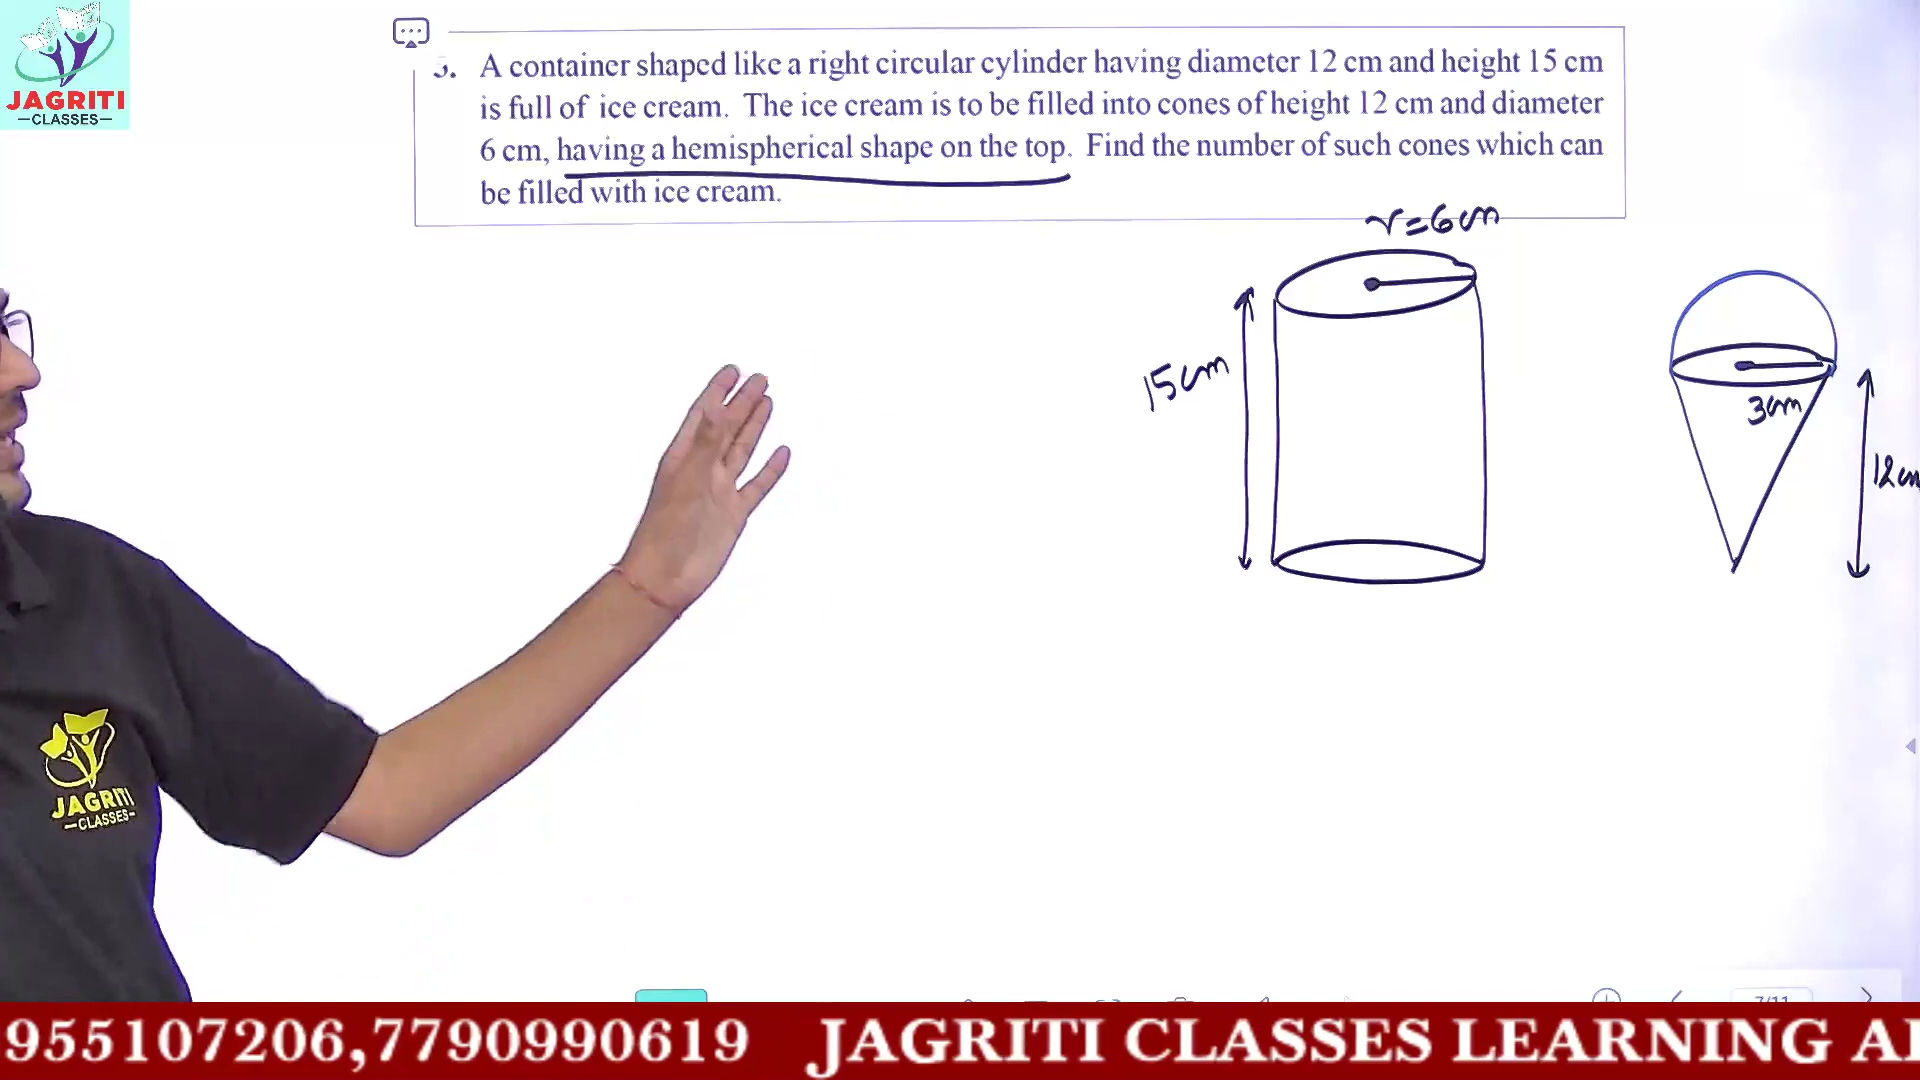 JAGRITI
—CLASSES—
A container shaped like a right circular cylinder having diameter 12 cm and height 15 cm
is full of ice cream. The ice cream is to be filled into cones of height 12 cm and diameter
6 cm, having a hemispherical shape on the top. Find the number of such cones which can
be filled with ice cream.
r=6cm
15cm
3cm
12cm
JAGRITI
—CLASSES—
955107206,7790990619 JAGRITI CLASSES LEARNING A